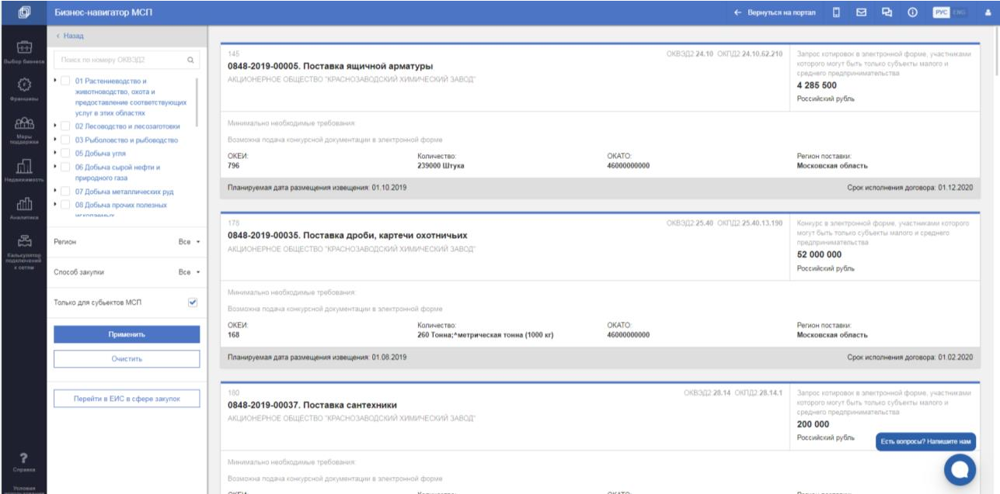 Бизнес-навигатор МСП
Вернуться на портал
РУС ENG
Выбор бизнеса
Франшизы
Меры
поддержки
Недвижимость
Аналитика
Калькулятор
подключений
к сетям
Справка
Условия
Назад
Поиск по номеру ОКВЭД2
01 Растениеводство и
животноводство, охота и
предоставление соответствующих
услуг в этих областях
02 Лесоводство и лесозаготовки
03 Рыболовство и рыбоводство
05 Добыча угля
06 Добыча сырой нефти и
природного газа
07 Добыча металлических руд
08 Добыча прочих полезных
ископаемых
Регион Все
Способ закупки Все
Только для субъектов МСП
Применить
Очистить
Перейти в ЕИС в сфере закупок
145 ОКВЭД2:24.10 ОКПД2:24.10.62.210
0848-2019-00005. Поставка ящичной арматуры
АКЦИОНЕРНОЕ ОБЩЕСТВО "КРАСНОЗАВОДСКИЙ ХИМИЧЕСКИЙ ЗАВОД"
Запрос котировок в электронной форме, участниками
которого могут быть только субъекты малого и
среднего предпринимательства
4 285 500
Российский рубль
Минимально необходимые требования:
Возможна подача конкурсной документации в электронной форме
ОКЕИ: Количество: ОКАТО: Регион поставки:
796 239000 Штука 46000000000 Московская область
Планируемая дата размещения извещения: 01.10.2019 Срок исполнения договора: 01.12.2020
178 ОКВЭД2:25.40 ОКПД2:25.40.13.190
0848-2019-00035. Поставка дроби, картечи охотничьих
АКЦИОНЕРНОЕ ОБЩЕСТВО "КРАСНОЗАВОДСКИЙ ХИМИЧЕСКИЙ ЗАВОД"
Конкурс в электронной форме, участниками которого
могут быть только субъекты малого и среднего
предпринимательства
52 000 000
Российский рубль
Минимально необходимые требования:
Возможна подача конкурсной документации в электронной форме
ОКЕИ: Количество: ОКАТО: Регион поставки:
168 260 Тонна;^метрическая тонна (1000 кг) 46000000000 Московская область
Планируемая дата размещения извещения: 01.08.2019 Срок исполнения договора: 01.02.2020
180 ОКВЭД2:28.14 ОКПД2:28.14.1
0848-2019-00037. Поставка сантехники
АКЦИОНЕРНОЕ ОБЩЕСТВО "КРАСНОЗАВОДСКИЙ ХИМИЧЕСКИЙ ЗАВОД"
Запрос котировок в электронной форме, участниками
которого могут быть только субъекты малого и
среднего предпринимательства
200 000
Российский рубль
Есть вопросы? Напишите нам
Минимально необходимые требования:
Возможна подача конкурсной документации в электронной форме